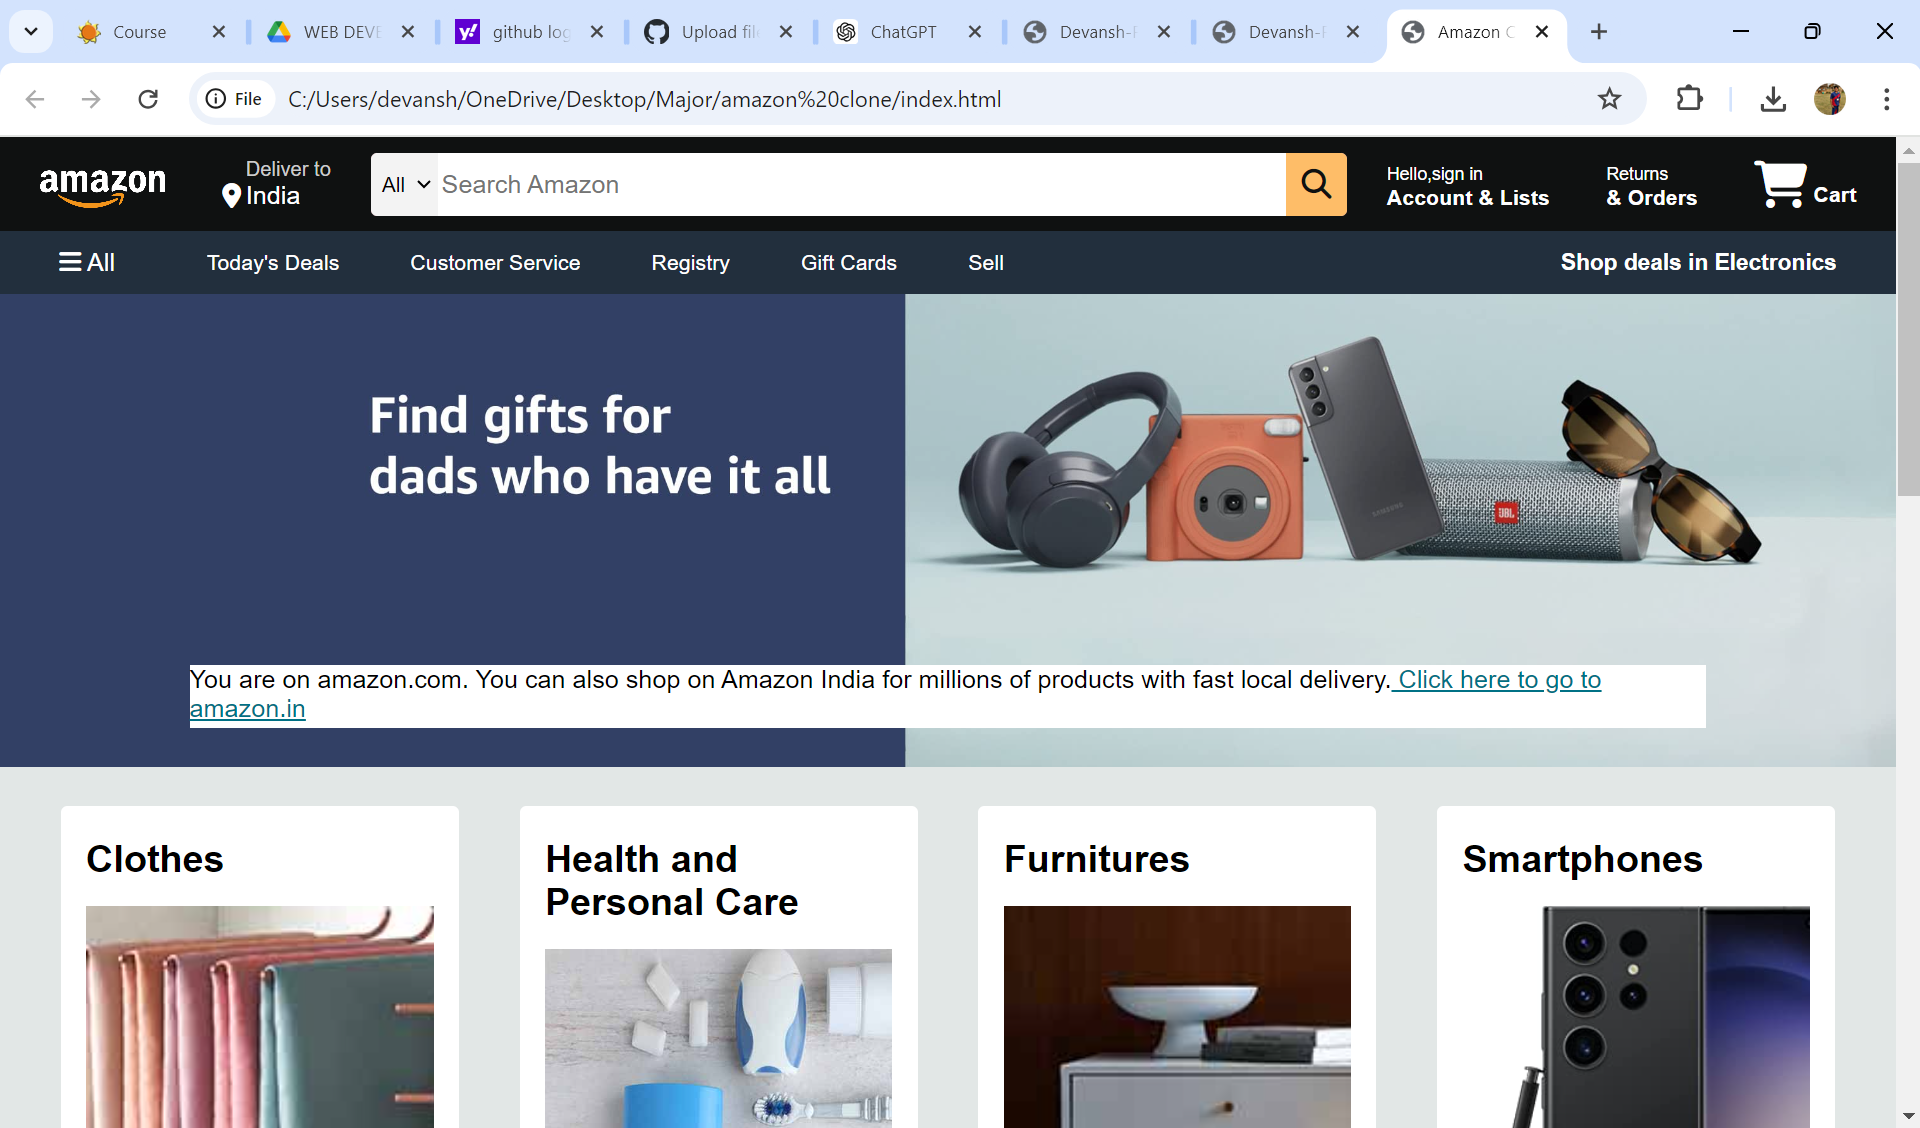 Course
WEB DEVE
github log
Upload file
ChatGPT
Devansh-P
Devansh-P
Amazon C
File
C:/Users/devansh/OneDrive/Desktop/Major/amazon%20clone/index.html
amazon
Deliver to
India
All
Search Amazon
Hello,sign in
Account & Lists
Returns
& Orders
Cart
All
Today's Deals
Customer Service
Registry
Gift Cards
Sell
Shop deals in Electronics
Find gifts for
dads who have it all
SAMSUNG
JBL
You are on amazon.com. You can also shop on Amazon India for millions of products with fast local delivery. Click here to go to
amazon.in
Clothes
Health and
Personal Care
Furnitures
Smartphones